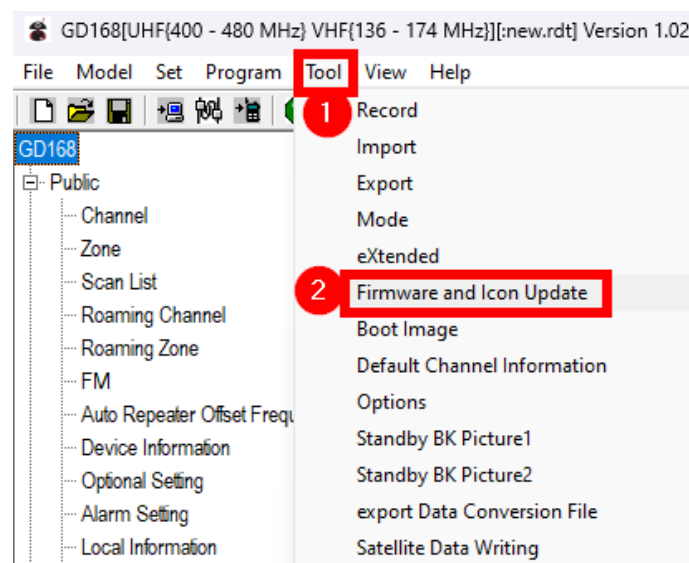 GD168[UHF{400 - 480 MHz} VHF{136 - 174 MHz}][:new.rdt] Version 1.02
File Model Set Program Tool View Help
1
GD168
Public
Channel
Zone
Scan List
Roaming Channel
Roaming Zone
FM
Auto Repeater Offset Frequ
Device Information
Optional Setting
Alarm Setting
Local Information
Record
Import
Export
Mode
eXtended
2 Firmware and Icon Update
Boot Image
Default Channel Information
Options
Standby BK Picture1
Standby BK Picture2
export Data Conversion File
Satellite Data Writing